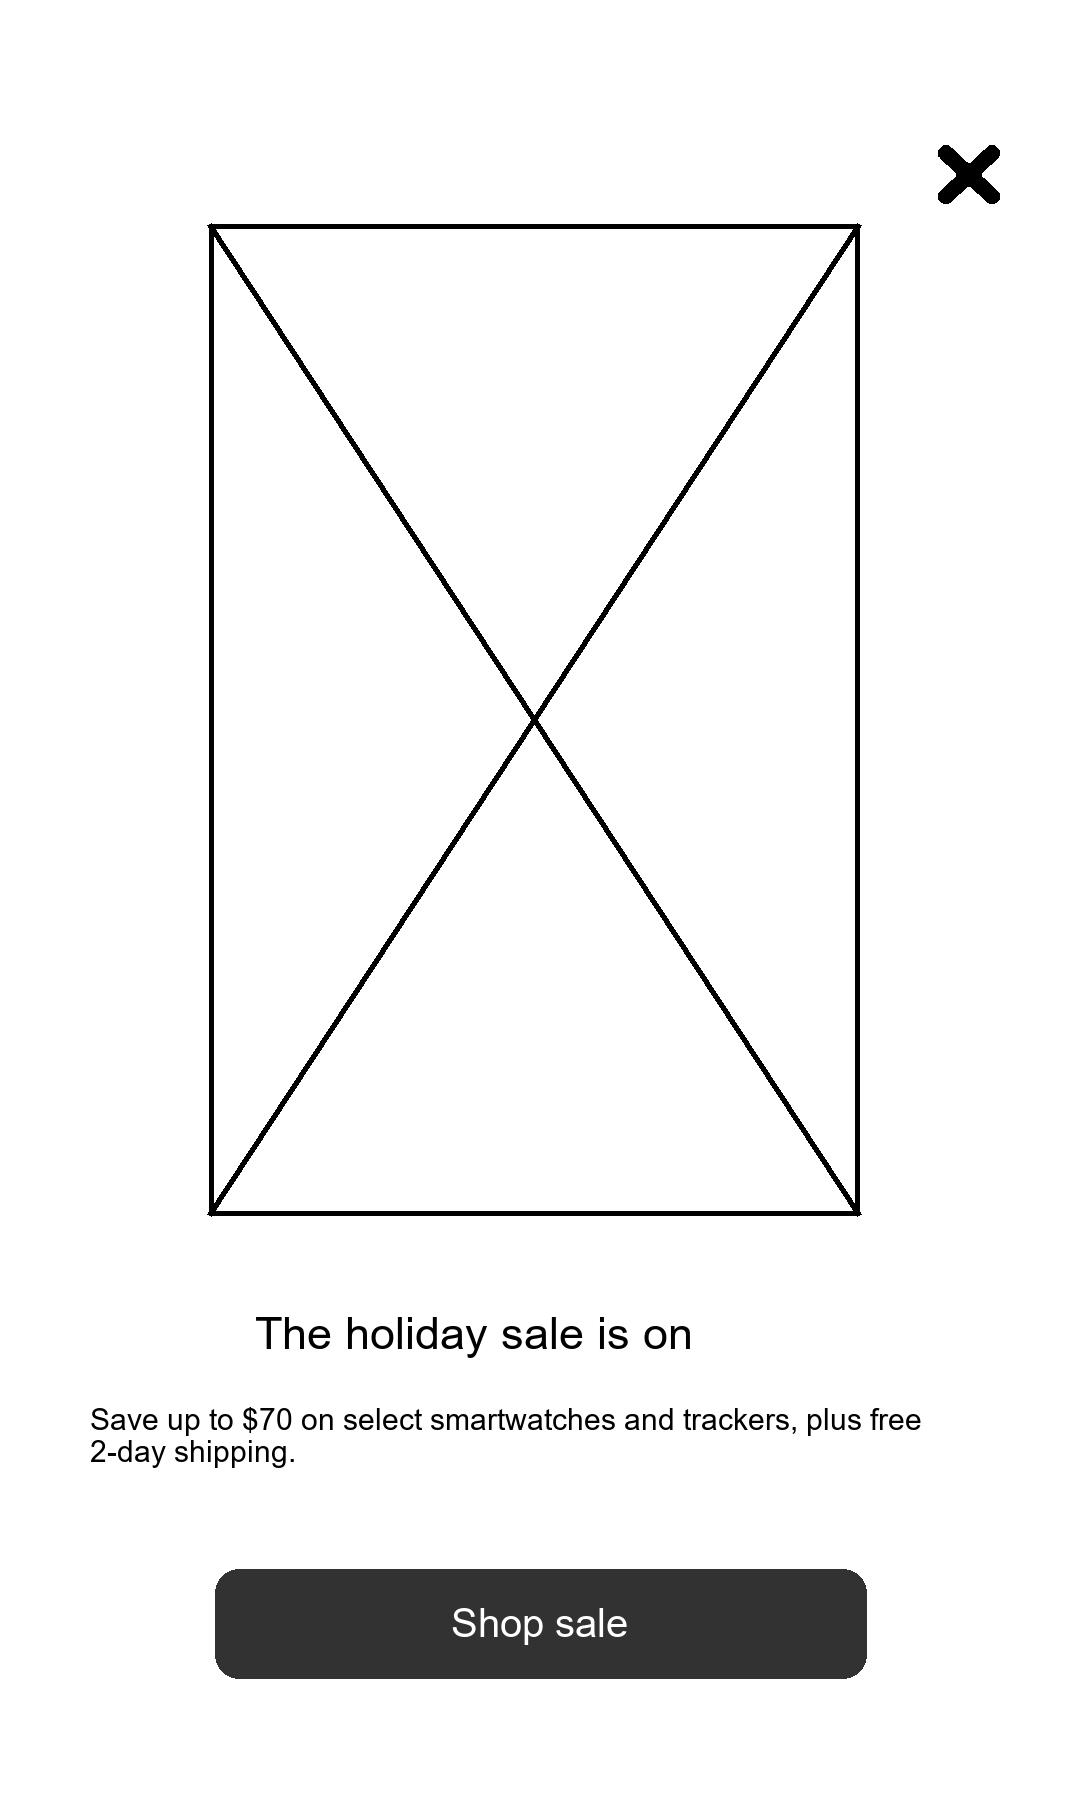 The holiday sale is on
Save up to $70 on select smartwatches and trackers, plus free
2-day shipping.
Shop sale